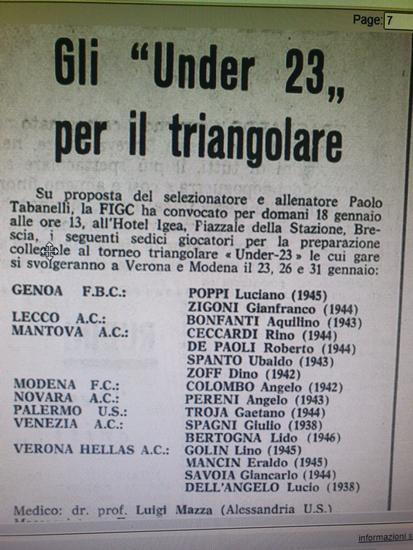 Page: 7
Gli "Under 23„
per il triangolare
Su proposta del selezionatore e allenatore Paolo
Tabanelli, la FIGC ha convocato per domani 18 gennaio
alle ore 13, all'Hotel Igea, Piazzale della Stazione, Bre-
scia, i seguenti sedici giocatori per la preparazione
collegiale al torneo triangolare «Under-23» le cui gare
si svolgeranno a Verona e Modena il 23, 26 e 31 gennaio:
GENOA F.B.C.: POPPI Luciano (1945)
ZIGONI Gianfranco (1944)
LECCO A.C.: BONFANTI Aquilino (1943)
MANTOVA A.C.: CECCARDI Rino (1944)
DE PAOLI Roberto (1944)
SPANTO Ubaldo (1943)
ZOFF Dino (1942)
MODENA F.C.: COLOMBO Angelo (1942)
NOVARA A.C.: PERENI Angelo (1943)
PALERMO U.S.: TROJA Gaetano (1944)
VENEZIA A.C.: SPAGNI Giulio (1938)
BERTOGNA Lido (1946)
VERONA HELLAS A.C.: GOLIN Lino (1945)
MANCIN Eraldo (1945)
SAVOIA Giancarlo (1944)
DELL'ANGELO Lucio (1938)
Medico: dr. prof. Luigi Mazza (Alessandria U.S.)
informazioni s